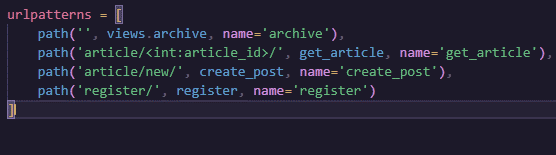 urlpatterns = [
    path('', views.archive, name='archive'),
    path('article/<int:article_id>/', get_article, name='get_article'),
    path('article/new/', create_post, name='create_post'),
    path('register/', register, name='register')
]